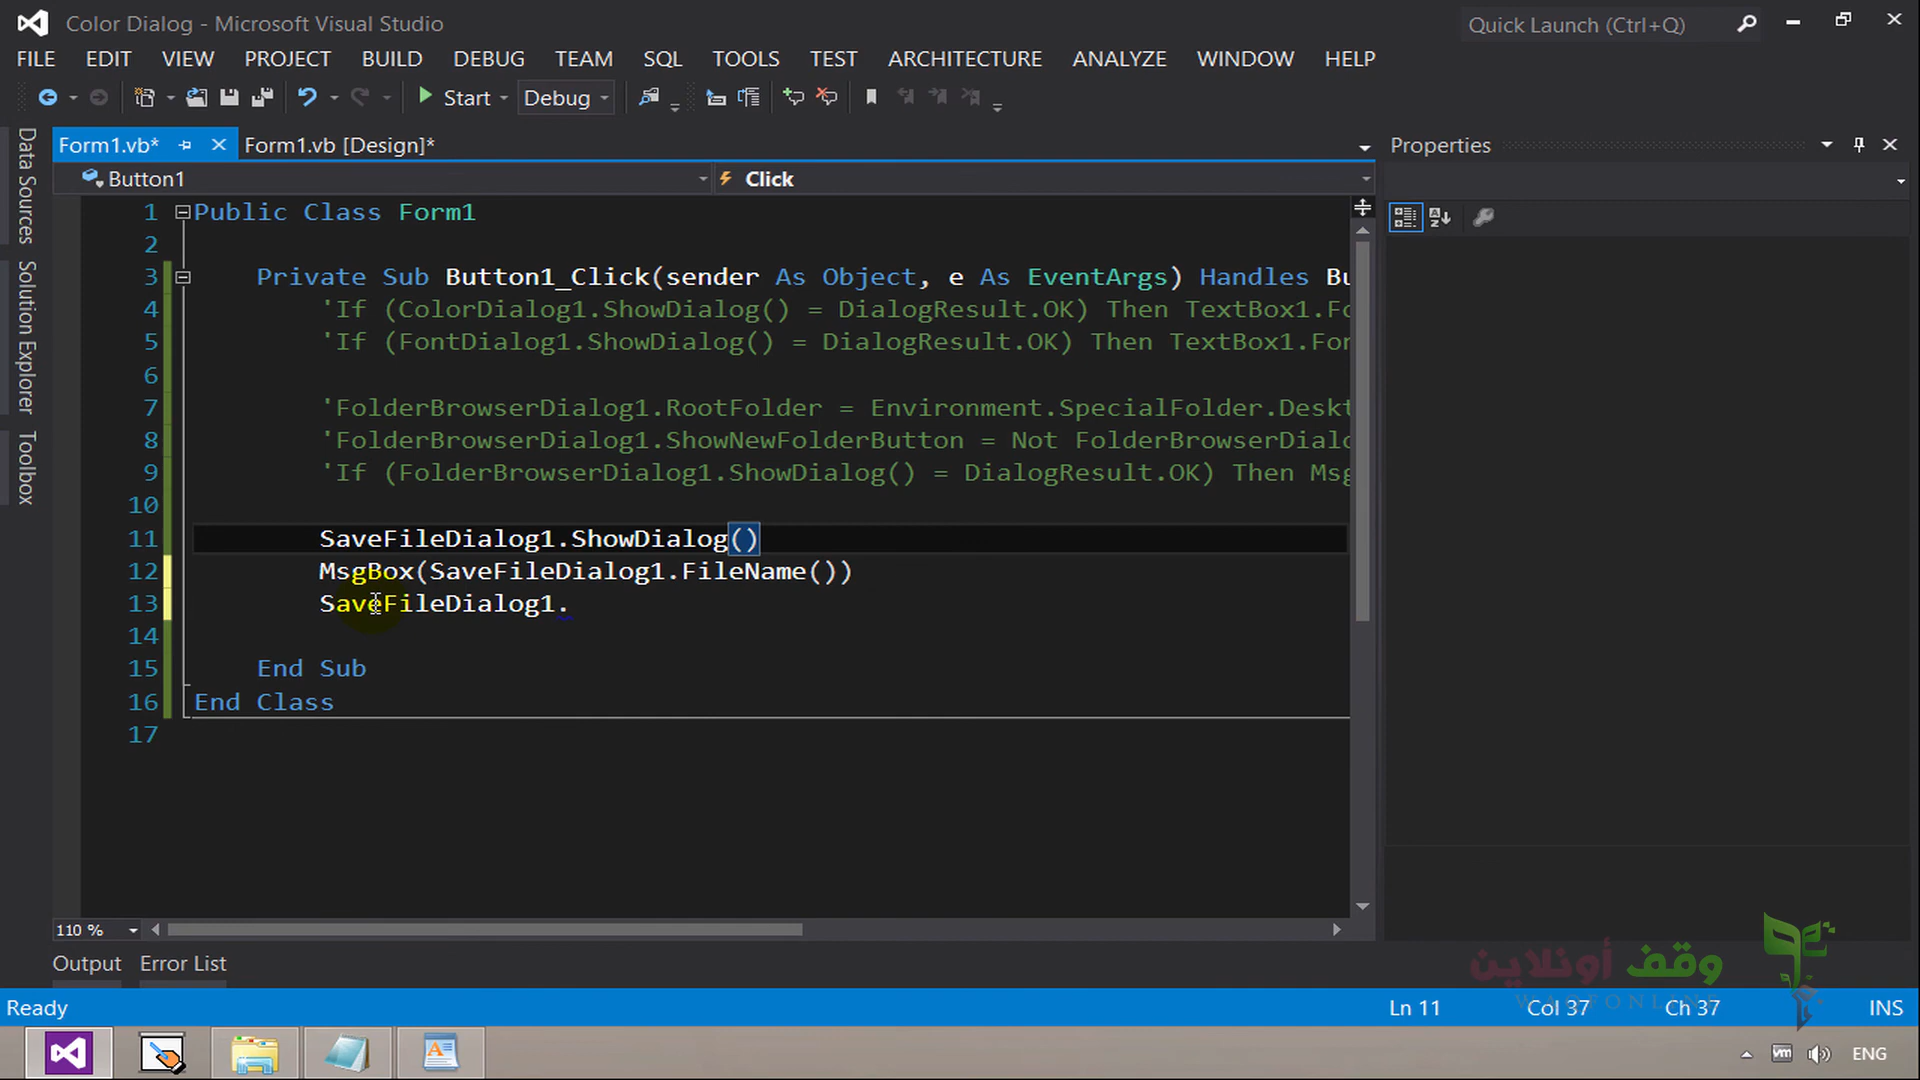 Color Dialog - Microsoft Visual Studio
Quick Launch (Ctrl+Q)
FILE EDIT VIEW PROJECT BUILD DEBUG TEAM SQL TOOLS TEST ARCHITECTURE ANALYZE WINDOW HELP
Start Debug
Form1.vb* Form1.vb [Design]*
Properties
Button1 Click
Data Sources
Solution Explorer
Toolbox
1 Public Class Form1
2
3 Private Sub Button1_Click(sender As Object, e As EventArgs) Handles Bu
4 'If (ColorDialog1.ShowDialog() = DialogResult.OK) Then TextBox1.Fo
5 'If (FontDialog1.ShowDialog() = DialogResult.OK) Then TextBox1.For
6
7 'FolderBrowserDialog1.RootFolder = Environment.SpecialFolder.Deskt
8 'FolderBrowserDialog1.ShowNewFolderButton = Not FolderBrowserDialo
9 'If (FolderBrowserDialog1.ShowDialog() = DialogResult.OK) Then Msg
10
11 SaveFileDialog1.ShowDialog()
12 MsgBox(SaveFileDialog1.FileName())
13 SaveFileDialog1.
14
15 End Sub
16 End Class
17
110 %
Output Error List
وقف أونلاين
WAQFONLINE
Ready Ln 11 Col 37 Ch 37 INS
ENG